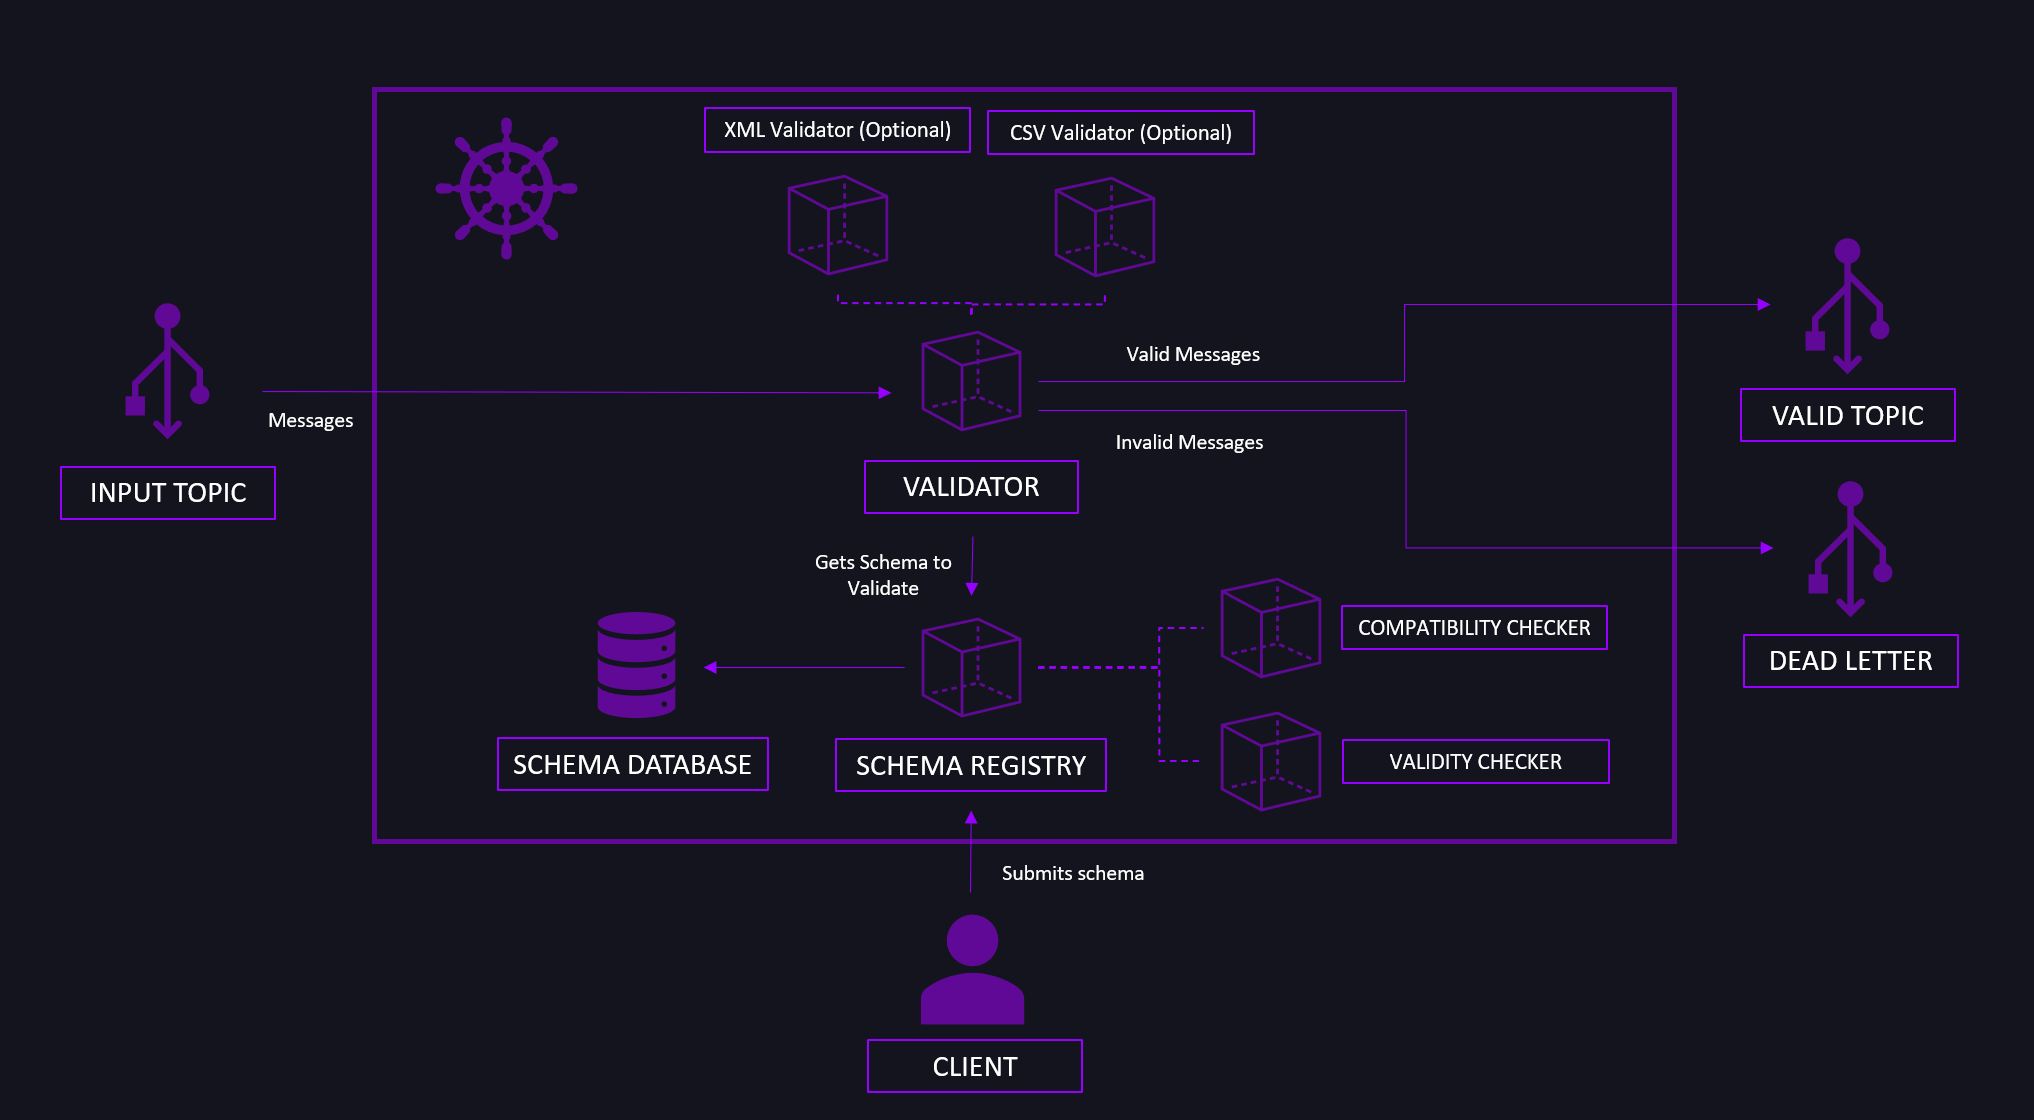 XML Validator (Optional)
CSV Validator (Optional)
Valid Messages
Messages
VALID TOPIC
Invalid Messages
INPUT TOPIC
VALIDATOR
Gets Schema to
Validate
COMPATIBILITY CHECKER
DEAD LETTER
SCHEMA DATABASE
SCHEMA REGISTRY
VALIDITY CHECKER
Submits schema
CLIENT